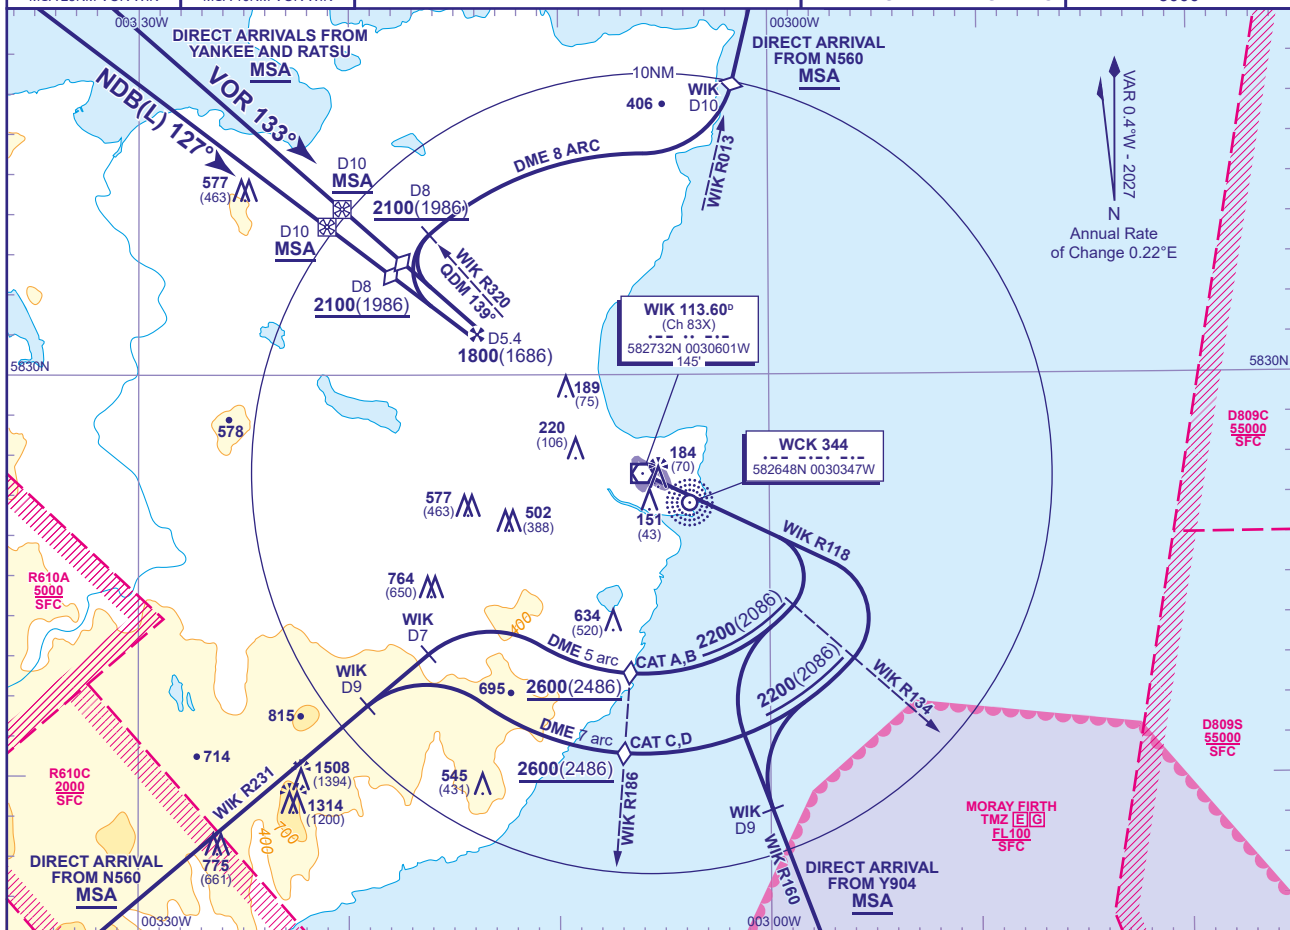 00330W
00300W
DIRECT ARRIVALS FROM
YANKEE AND RATSU
MSA
DIRECT ARRIVAL
FROM N560
MSA
10NM
406
WIK
D10
VAR 0.4°W - 2027
N
Annual Rate
of Change 0.22°E
NDB(L) 127°
VOR 133°
DME 8 ARC
WIK R013
577
(463)
D10
MSA
D10
MSA
D8
2100(1986)
D8
2100(1986)
WIK R320
QDM 139°
D5.4
1800(1686)
WIK 113.60D
(Ch 83X)
582732N 0030601W
145'
5830N
5830N
189
(75)
578
220
(106)
184
(70)
WCK 344
582648N 0030347W
D809C
55000
SFC
577
(463)
502
(388)
151
(43)
WIK R118
R610A
5000
SFC
764
(650)
634
(520)
400
WIK
D7
DME 5 arc
CAT A,B
2200(2086)
2200(2086)
WIK R134
WIK
D9
695
2600(2486)
815
DME 7 arc
CAT C,D
2600(2486)
714
D809S
55000
SFC
R610C
2000
SFC
WIK R231
1508
(1394)
1314
(1200)
545
(431)
WIK R186
WIK
D9
MORAY FIRTH
TMZ E G
FL100
SFC
400
700
775
(661)
DIRECT ARRIVAL
FROM N560
MSA
WIK R160
DIRECT ARRIVAL
FROM Y904
MSA
00330W
00300W